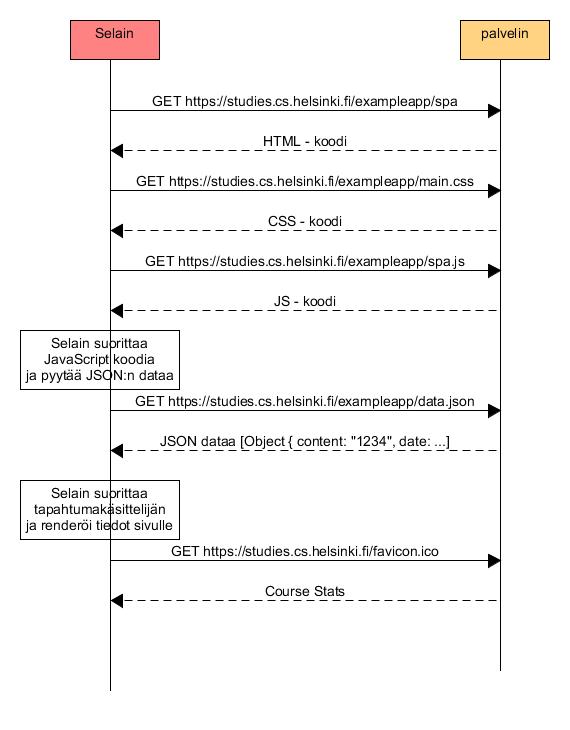 Selain
palvelin
GET https://studies.cs.helsinki.fi/exampleapp/spa
HTML - koodi
GET https://studies.cs.helsinki.fi/exampleapp/main.css
CSS - koodi
GET https://studies.cs.helsinki.fi/exampleapp/spa.js
JS - koodi
Selain suorittaa
JavaScript koodia
ja pyytää JSON:n dataa
GET https://studies.cs.helsinki.fi/exampleapp/data.json
JSON dataa [Object { content: "1234", date: ...]
Selain suorittaa
tapahtumakäsittelijän
ja renderöi tiedot sivulle
GET https://studies.cs.helsinki.fi/favicon.ico
Course Stats